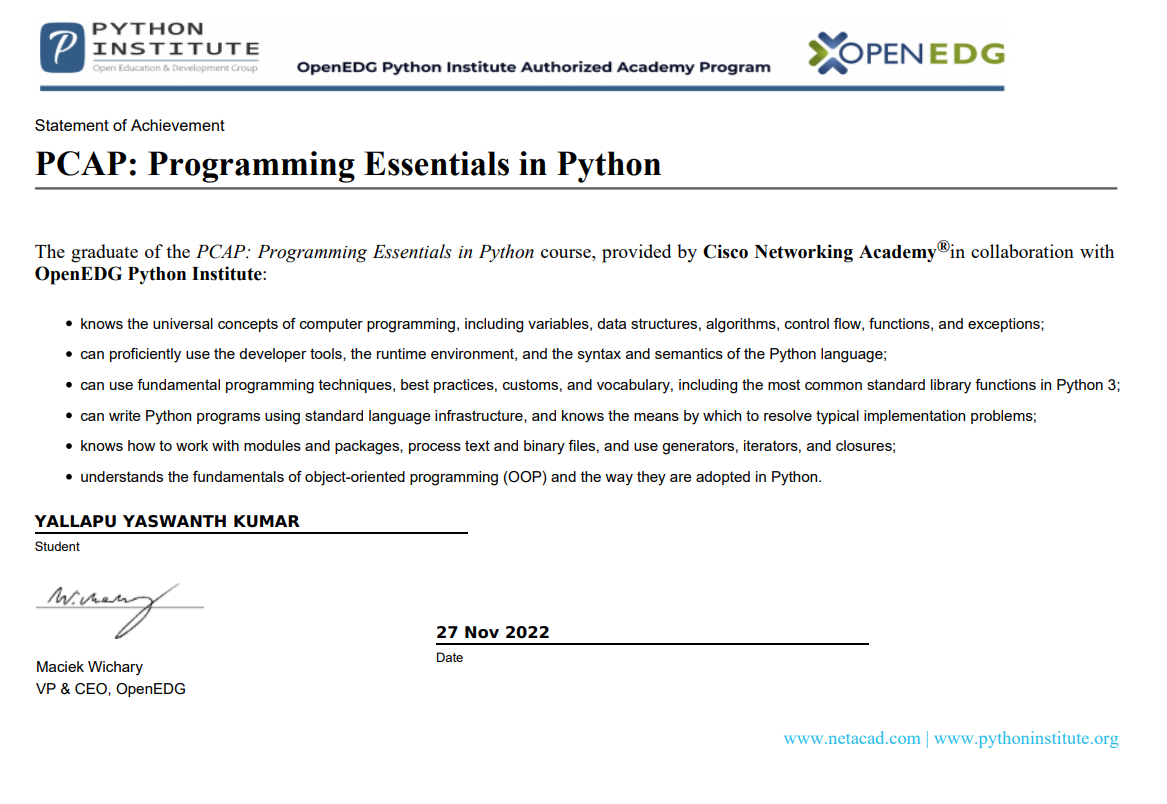 PYTHON
INSTITUTE
Open Education & Development Group
OpenEDG Python Institute Authorized Academy Program
OPENEDG
Statement of Achievement
PCAP: Programming Essentials in Python
The graduate of the PCAP: Programming Essentials in Python course, provided by Cisco Networking Academy®in collaboration with
OpenEDG Python Institute:
• knows the universal concepts of computer programming, including variables, data structures, algorithms, control flow, functions, and exceptions;
• can proficiently use the developer tools, the runtime environment, and the syntax and semantics of the Python language;
• can use fundamental programming techniques, best practices, customs, and vocabulary, including the most common standard library functions in Python 3;
• can write Python programs using standard language infrastructure, and knows the means by which to resolve typical implementation problems;
• knows how to work with modules and packages, process text and binary files, and use generators, iterators, and closures;
• understands the fundamentals of object-oriented programming (OOP) and the way they are adopted in Python.
YALLAPU YASWANTH KUMAR
Student
W.chary
27 Nov 2022
Date
Maciek Wichary
VP & CEO, OpenEDG
www.netacad.com | www.pythoninstitute.org